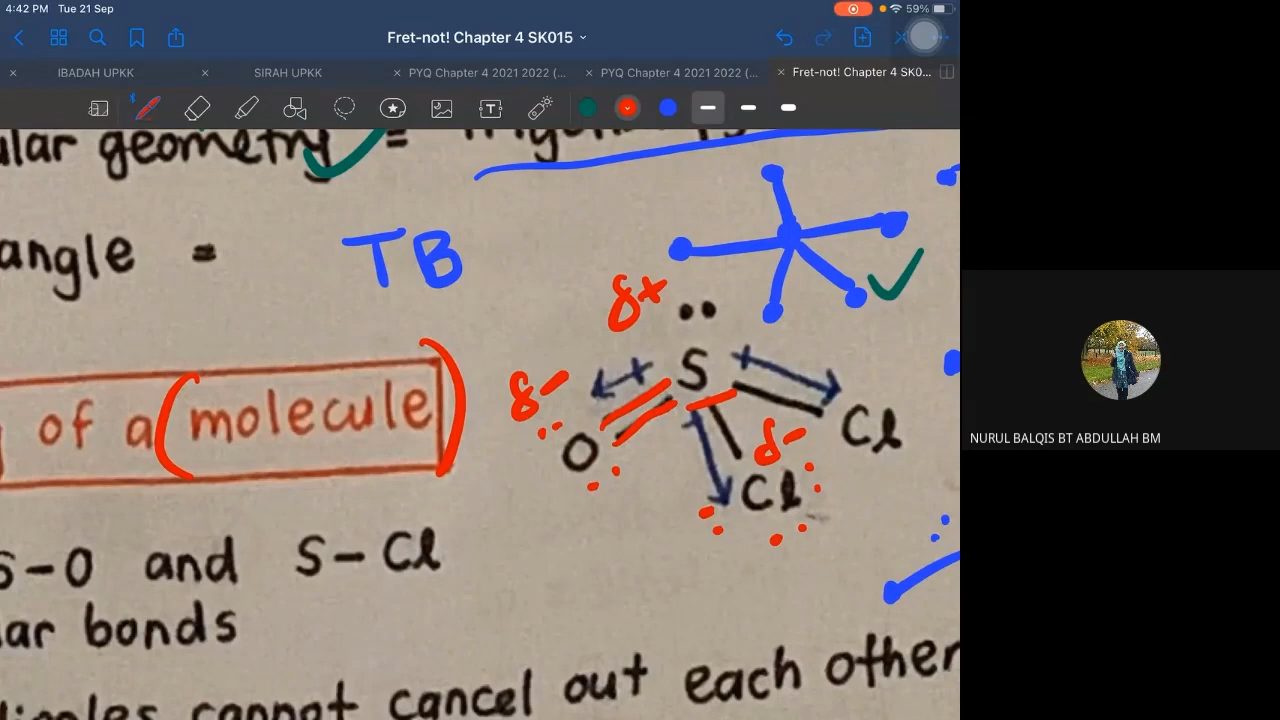 4:42 PM Tue 21 Sep
59%
Fret-not! Chapter 4 SK015
IBADAH UPKK
SIRAH UPKK
PYQ Chapter 4 2021 2022 (...
PYQ Chapter 4 2021 2022 (...
Fret-not! Chapter 4 SK0...
ular geometry =
angle = TB
δ+
S
δ-
O
Cl
δ-
Cl
of a (molecule)
S-O and S-Cl
lar bonds
cannot cancel out each other
NURUL BALQIS BT ABDULLAH BM